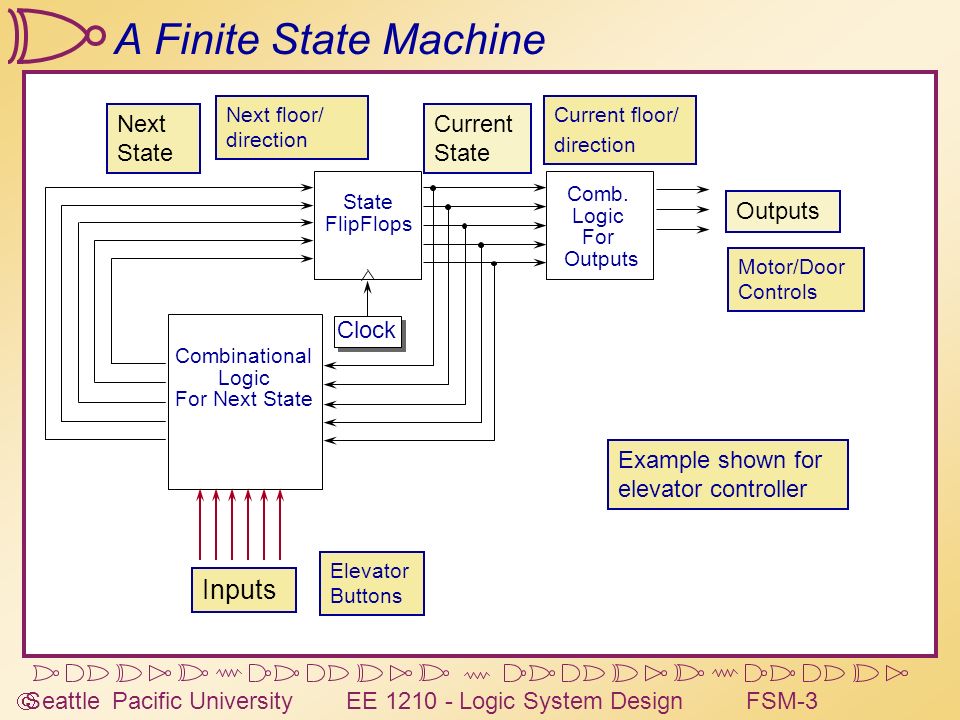 A Finite State Machine
Next
State
Next floor/
direction
Current
State
Current floor/
direction
State
FlipFlops
Comb.
Logic
For
Outputs
Outputs
Motor/Door
Controls
Clock
Combinational
Logic
For Next State
Example shown for
elevator controller
Inputs
Elevator
Buttons
©Seattle Pacific University EE 1210 - Logic System Design FSM-3